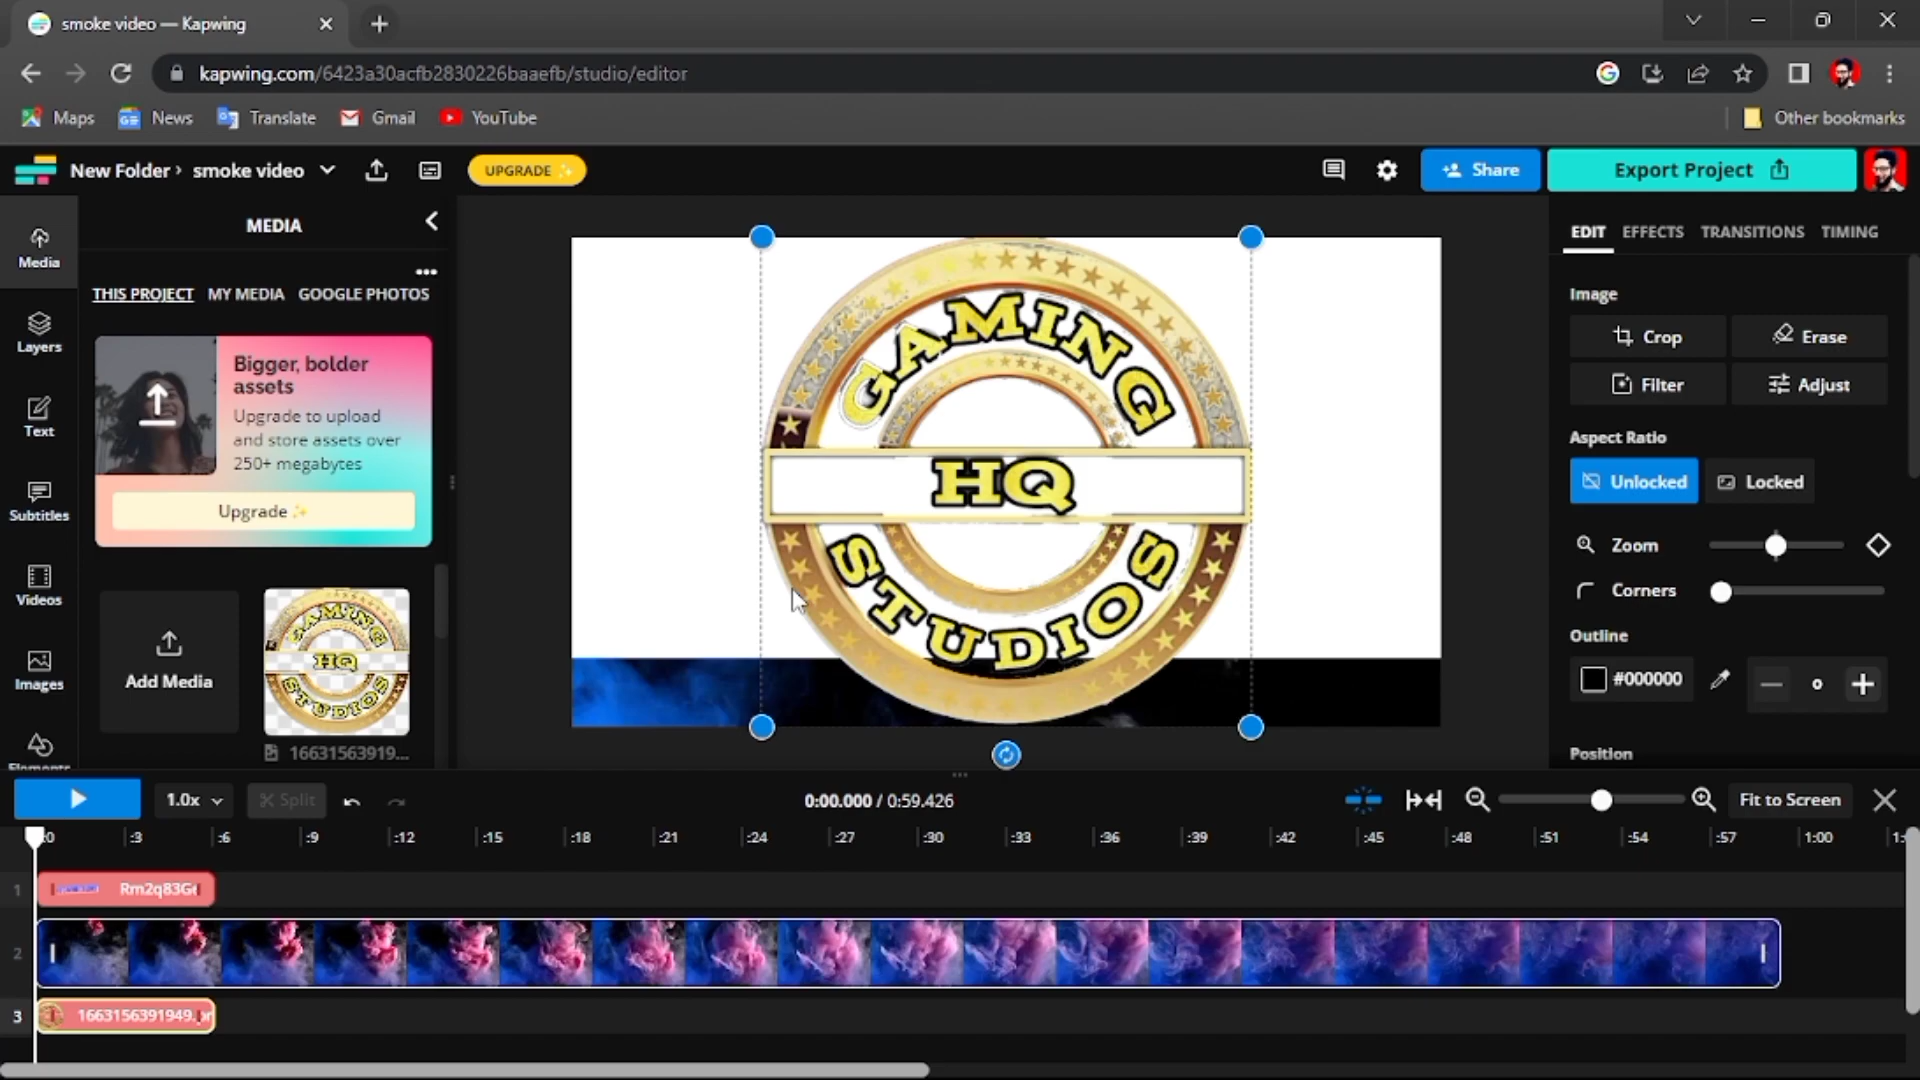 smoke video — Kapwing
kapwing.com/6423a30acfb2830226baaefb/studio/editor
Maps News Translate Gmail YouTube Other bookmarks
New Folder › smoke video UPGRADE Share Export Project
Media
Layers
Text
Subtitles
Videos
Images
Elements
MEDIA
THIS PROJECT MY MEDIA GOOGLE PHOTOS
Bigger, bolder
assets
Upgrade to upload
and store assets over
250+ megabytes
Upgrade
Add Media
GAMING
HQ
STUDIOS
16631563919...
GAMING
HQ
STUDIOS
EDIT EFFECTS TRANSITIONS TIMING
Image
Crop Erase
Filter Adjust
Aspect Ratio
Unlocked Locked
Zoom
Corners
Outline
#000000 0
Position
1.0x Split 0:00.000 / 0:59.426 Fit to Screen
:0 :3 :6 :9 :12 :15 :18 :21 :24 :27 :30 :33 :36 :39 :42 :45 :48 :51 :54 :57 1:00
1 Rm2q83G
2
3 1663156391949.